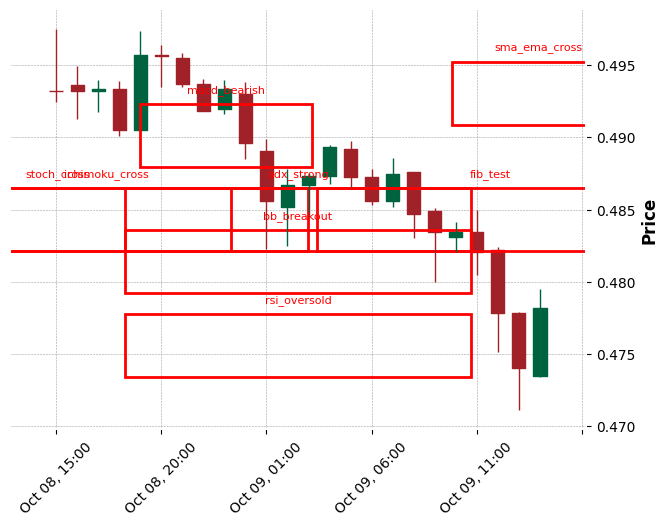 sma_ema_cross
0.495
macd_bearish
0.490
stoch_cross
ichimoku_cross
adx_strong
fib_test
0.485
bb_breakout
Price
0.480
rsi_oversold
0.475
0.470
Oct 08, 15:00
Oct 08, 20:00
Oct 09, 01:00
Oct 09, 06:00
Oct 09, 11:00